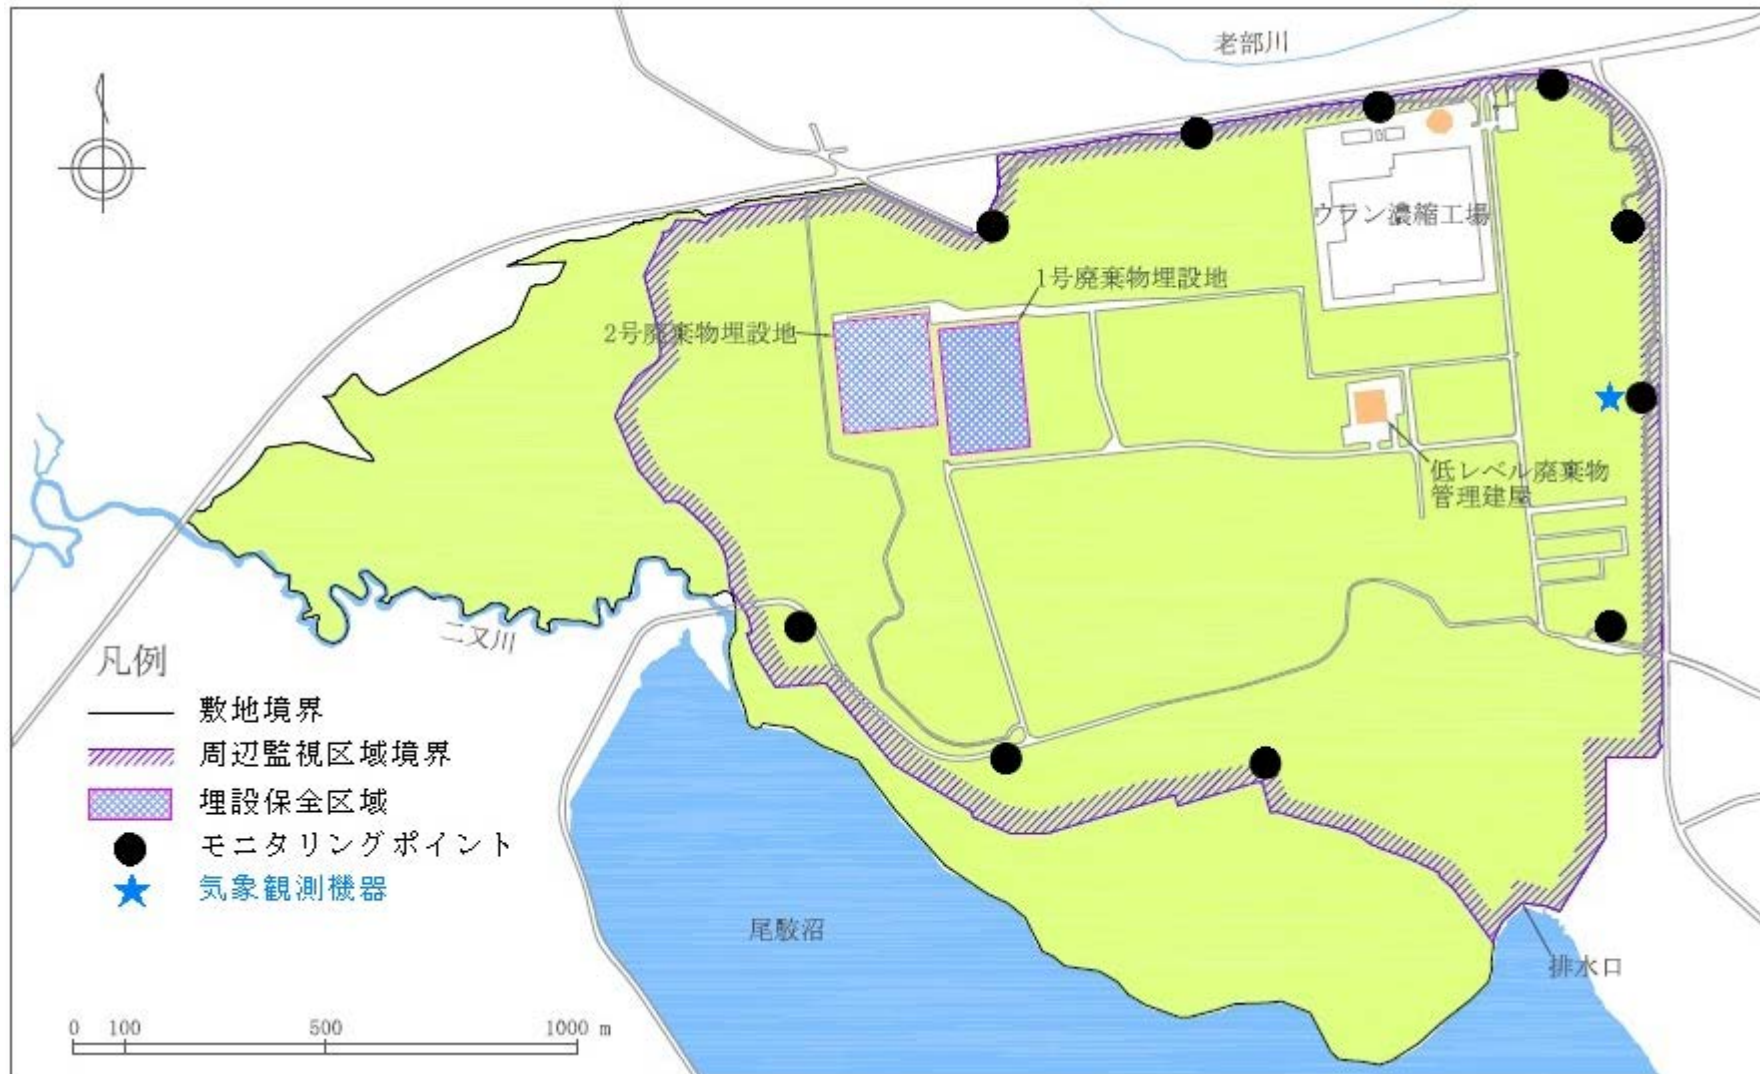 老部川
ウラン濃縮工場
1号廃棄物埋設地
2号廃棄物埋設地
低レベル廃棄物
管理建屋
二又川
凡例
敷地境界
周辺監視区域境界
埋設保全区域
モニタリングポイント
気象観測機器
尾駮沼
排水口
0 100 500 1000 m